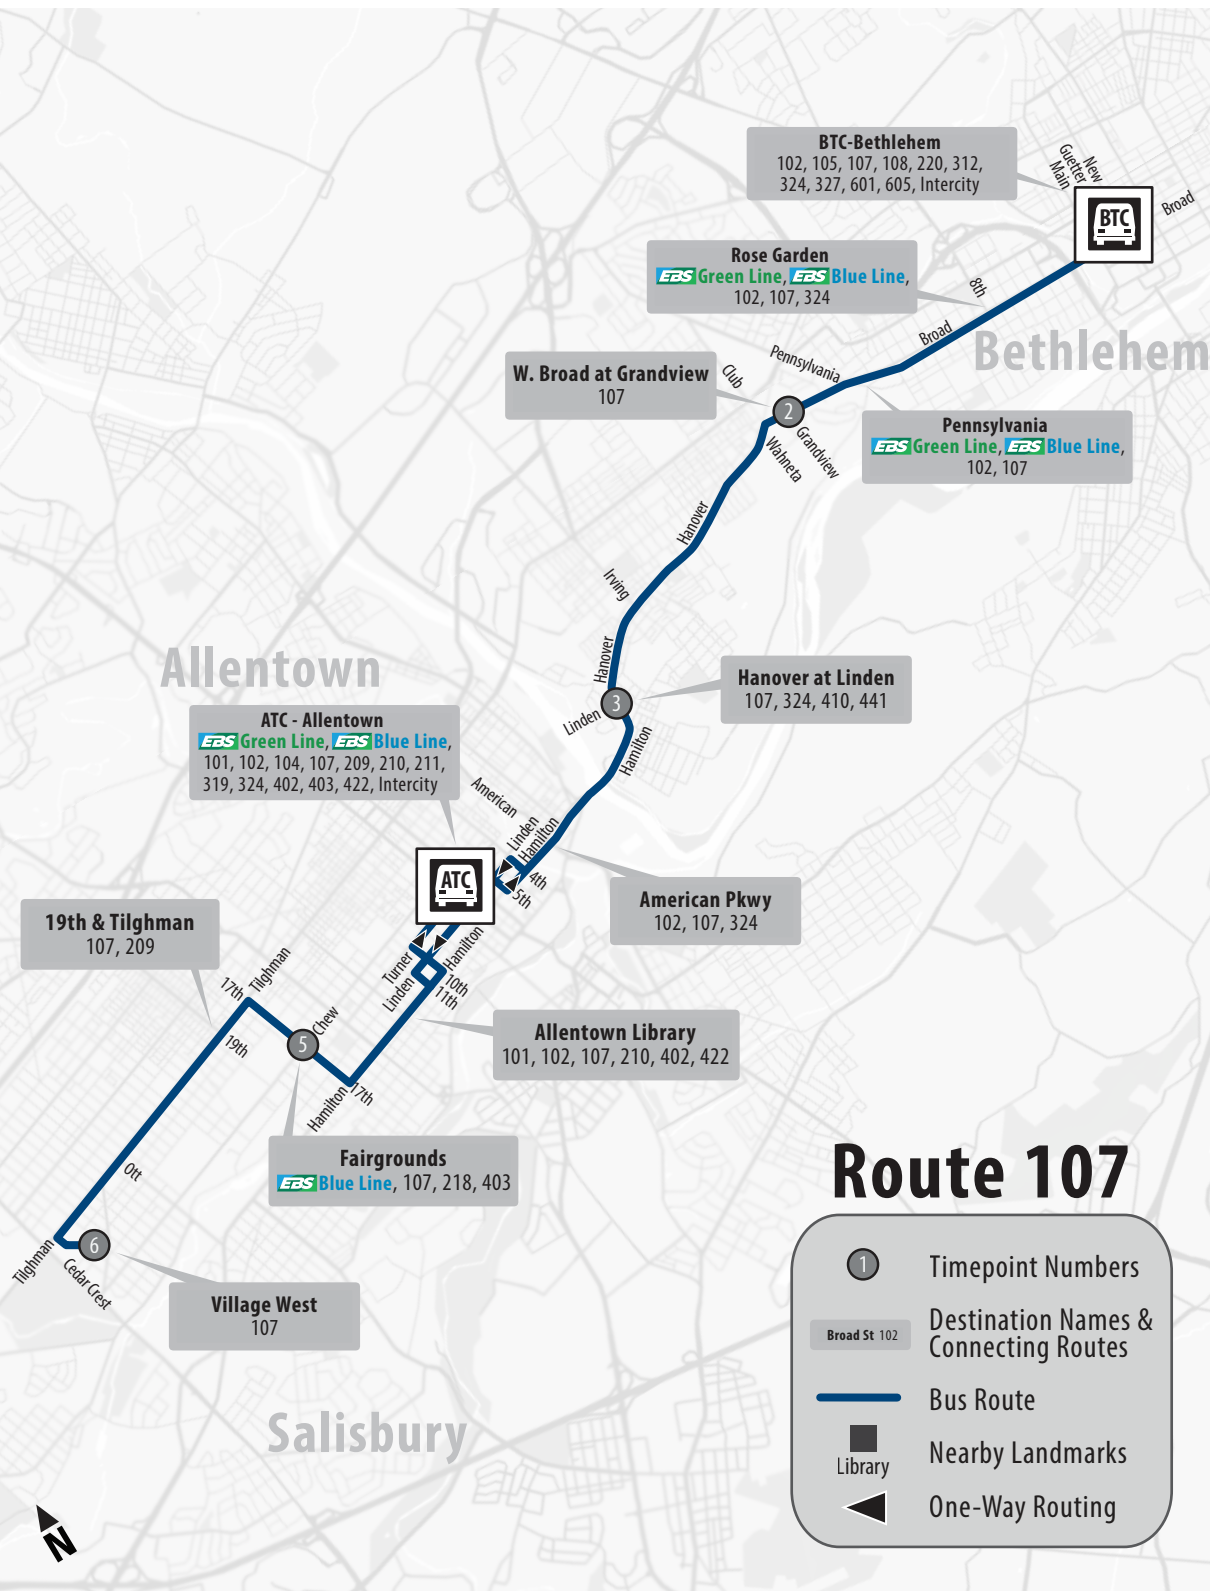 BTC-Bethlehem
102, 105, 107, 108, 220, 312,
324, 327, 601, 605, Intercity
New
Guetter
Main
BTC
Broad
Rose Garden
EBS Green Line, EBS Blue Line,
102, 107, 324
8th
Broad
Bethlehem
Pennsylvania
W. Broad at Grandview
107
Club
2
Grandview
Wahneta
Pennsylvania
EBS Green Line, EBS Blue Line,
102, 107
Hanover
Irving
Hanover
Allentown
Hanover at Linden
107, 324, 410, 441
3
Linden
Hamilton
ATC - Allentown
EBS Green Line, EBS Blue Line,
101, 102, 104, 107, 209, 210, 211,
319, 324, 402, 403, 422, Intercity
American
Linden
Hamilton
4th
5th
ATC
American Pkwy
102, 107, 324
19th & Tilghman
107, 209
Turner
Hamilton
Linden
10th
11th
17th
Tilghman
19th
Chew
5
Allentown Library
101, 102, 107, 210, 402, 422
Hamilton
17th
Fairgrounds
EBS Blue Line, 107, 218, 403
Ott
Tilghman
6
Cedar Crest
Village West
107
Salisbury
N
Route 107
1
Timepoint Numbers
Broad St 102
Destination Names &
Connecting Routes
Bus Route
Library
Nearby Landmarks
One-Way Routing